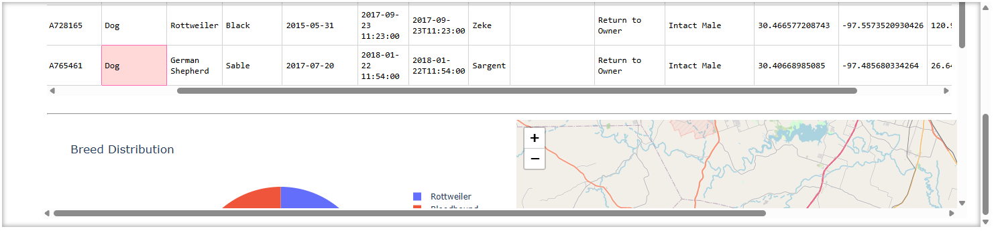 A728165 Dog Rottweiler Black 2015-05-31 2017-09-23 11:23:00 2017-09-23T11:23:00 Zeke Return to Owner Intact Male 30.466577208743 -97.5573520930426 120.9
A765461 Dog German Shepherd Sable 2017-07-20 2018-01-22 11:54:00 2018-01-22T11:54:00 Sargent Return to Owner Intact Male 30.40668985085 -97.485680334264 26.64
Breed Distribution
+
−
Rottweiler
Bloodhound